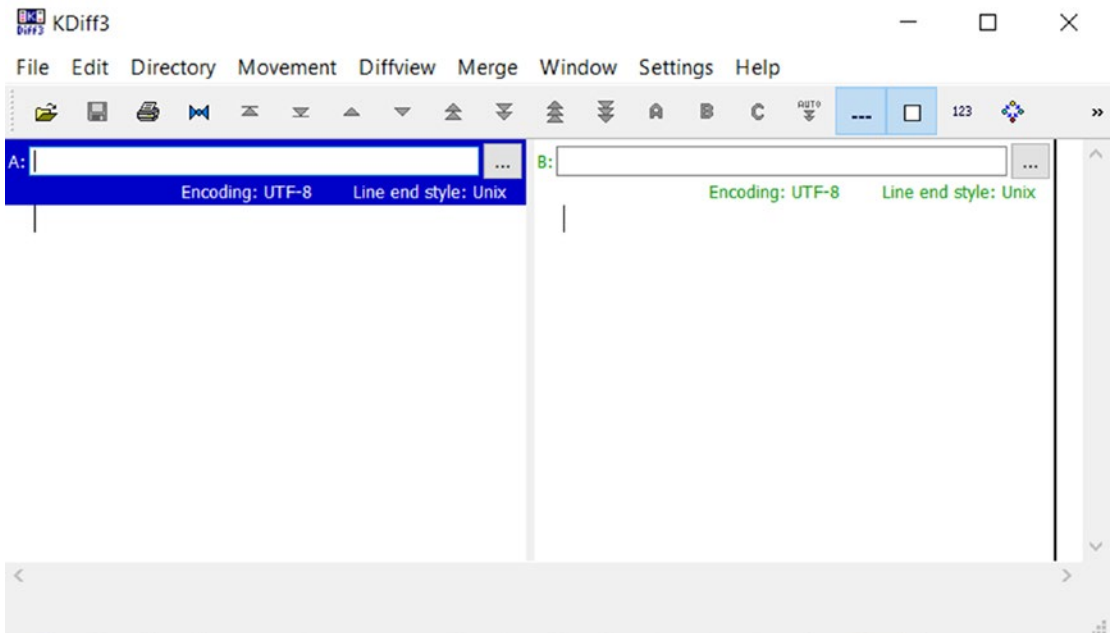 KDiff3 KDiff3
File Edit Directory Movement Diffview Merge Window Settings Help
A B C AUTO 123
A: ... B: ...
Encoding: UTF-8 Line end style: Unix Encoding: UTF-8 Line end style: Unix